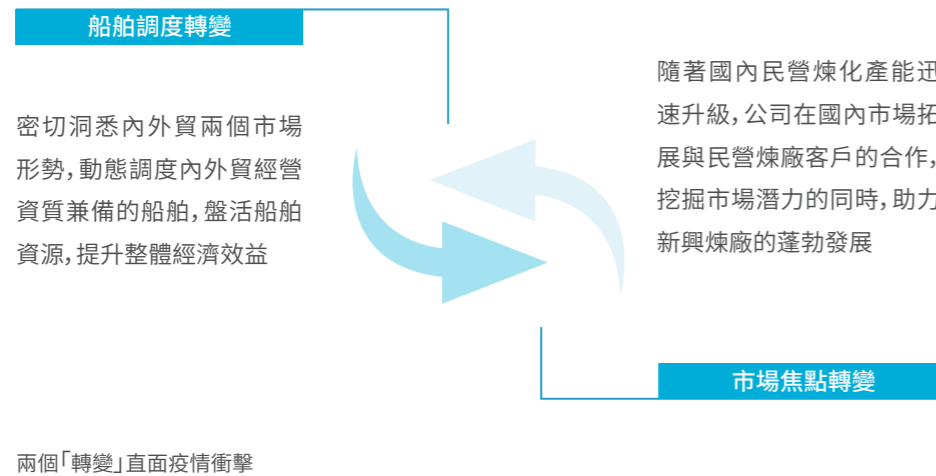 船舶調度轉變
密切洞悉內外貿兩個市場
形勢,動態調度內外貿經營
資質兼備的船舶,盤活船舶
資源,提升整體經濟效益
隨著國內民營煉化產能迅
速升級,公司在國內市場拓
展與民營煉廠客戶的合作,
挖掘市場潛力的同時,助力
新興煉廠的蓬勃發展
市場焦點轉變
兩個「轉變」直面疫情衝擊